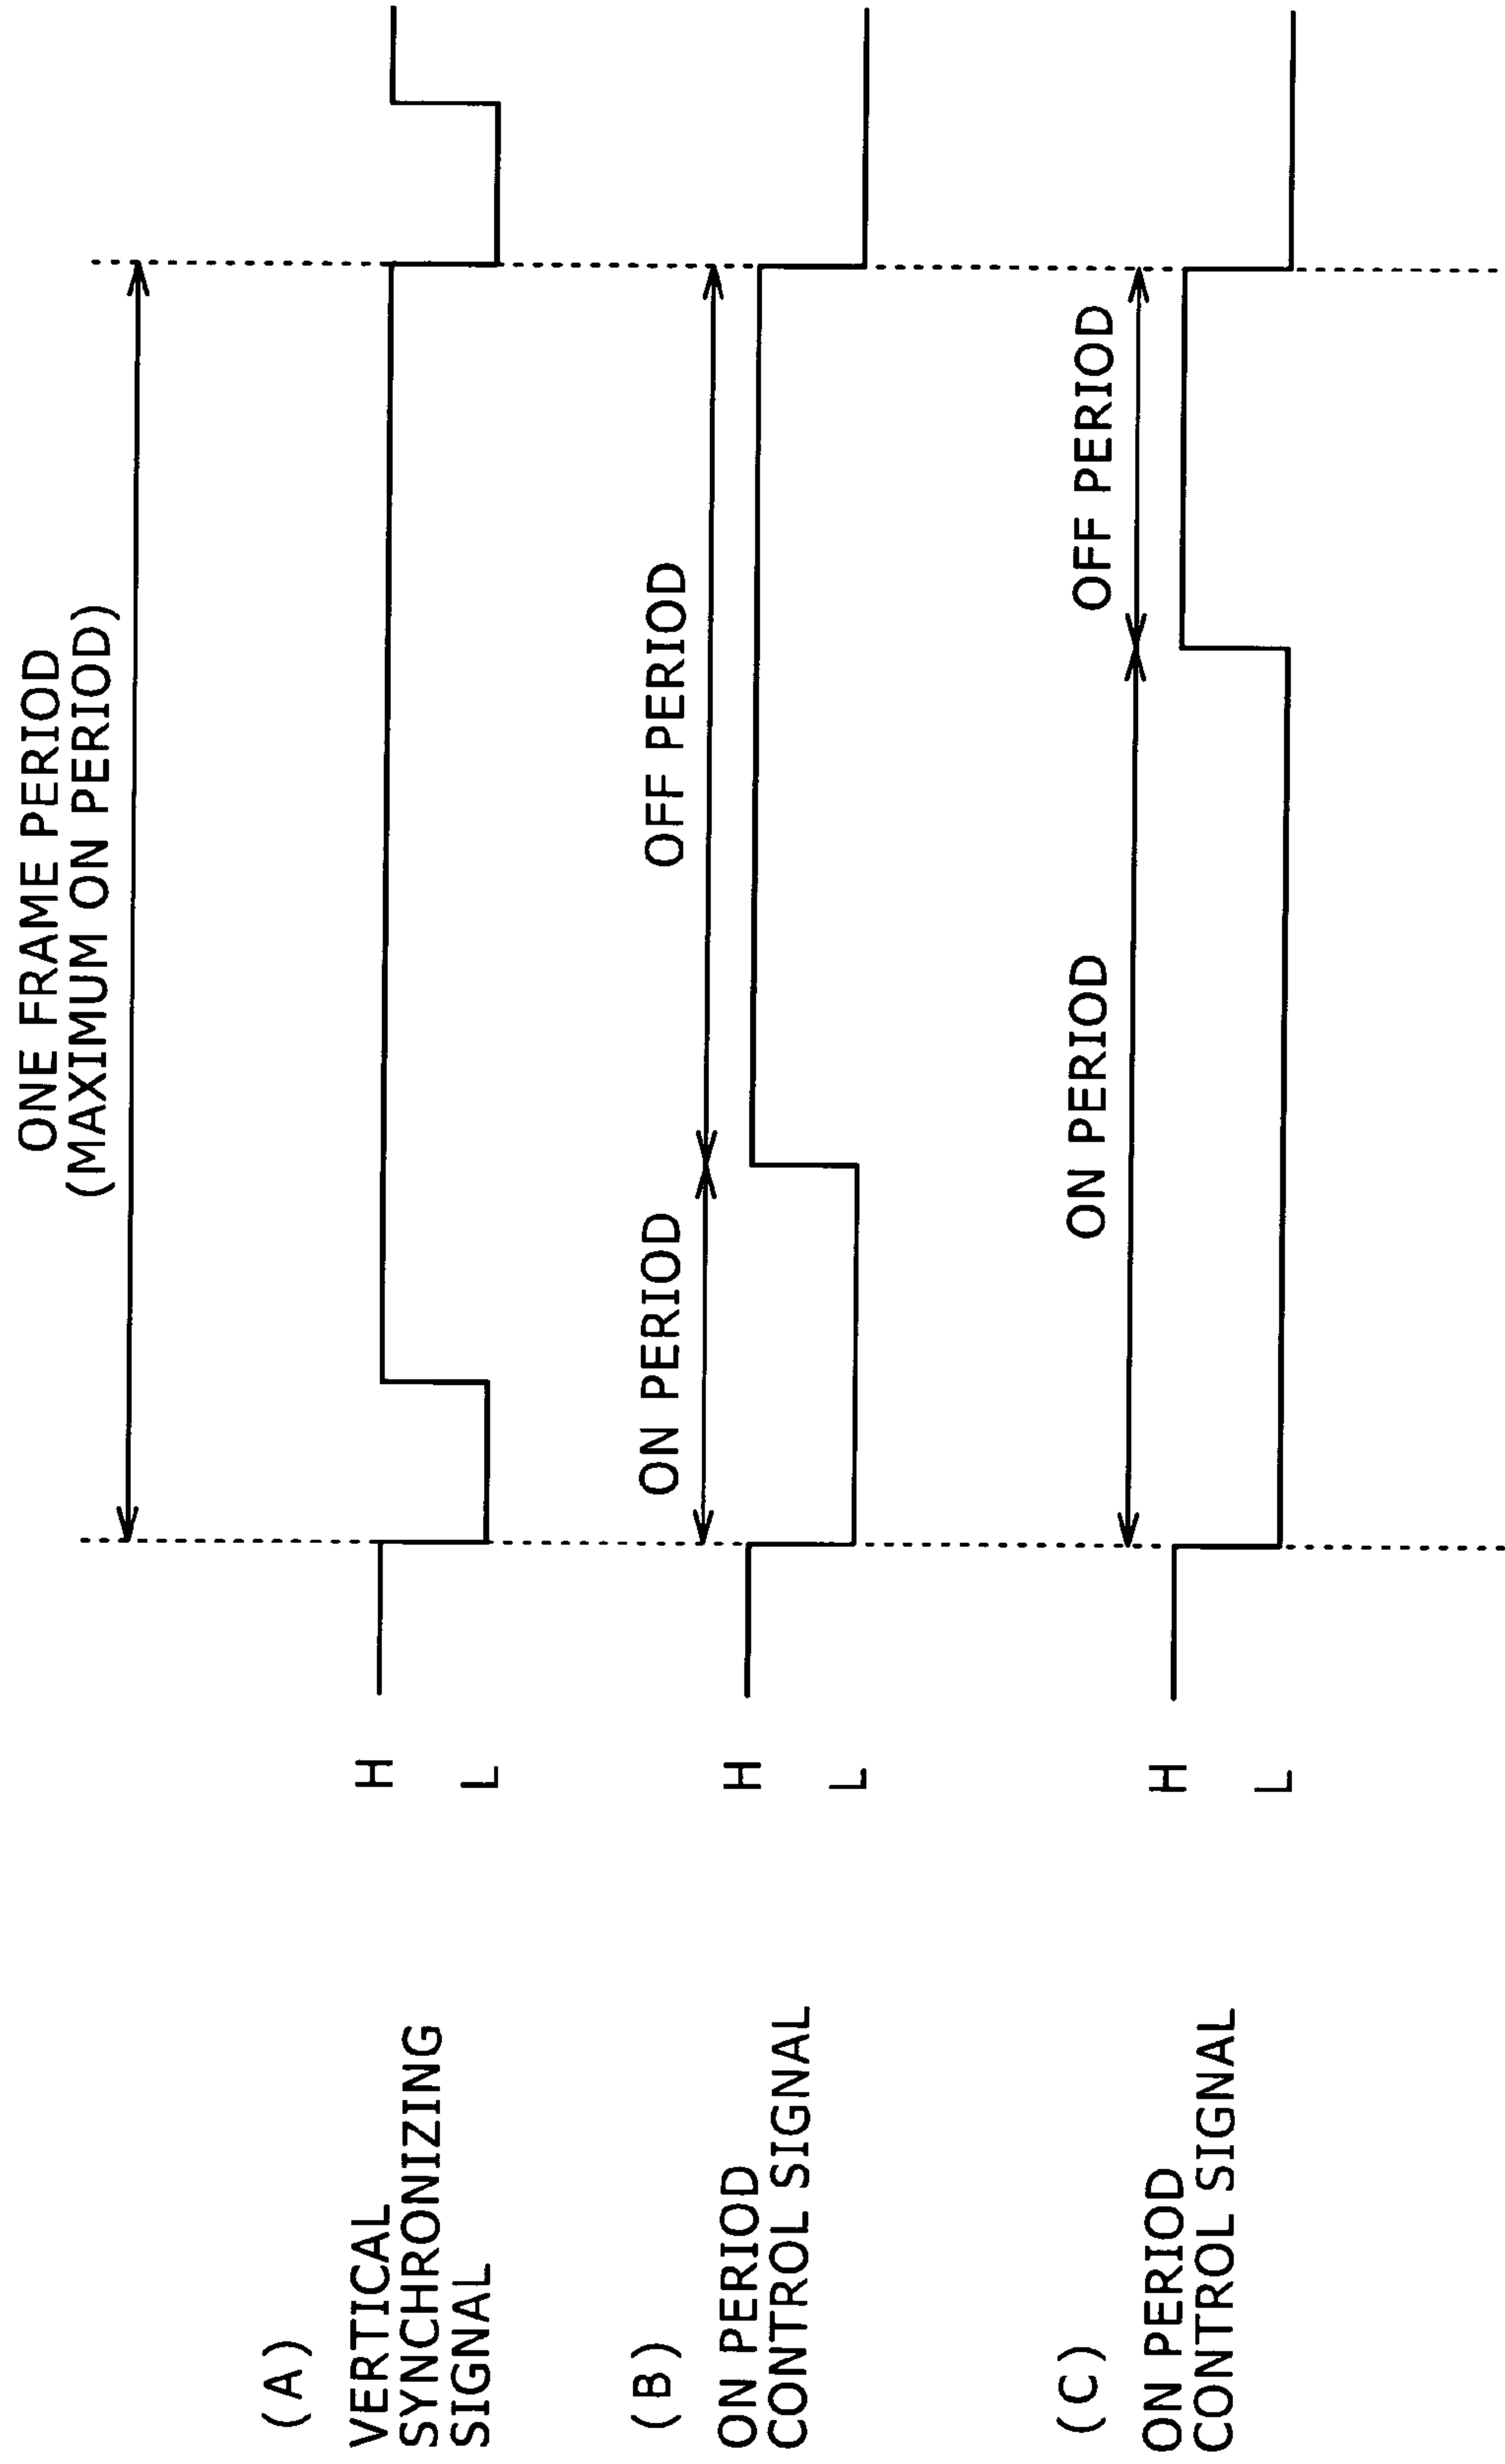 ONE FRAME PERIOD
(MAXIMUM ON PERIOD)
(A)
VERTICAL
SYNCHRONIZING
SIGNAL
H
L
(B)
ON PERIOD
CONTROL SIGNAL
H
L
ON PERIOD
OFF PERIOD
(C)
ON PERIOD
CONTROL SIGNAL
H
L
ON PERIOD
OFF PERIOD